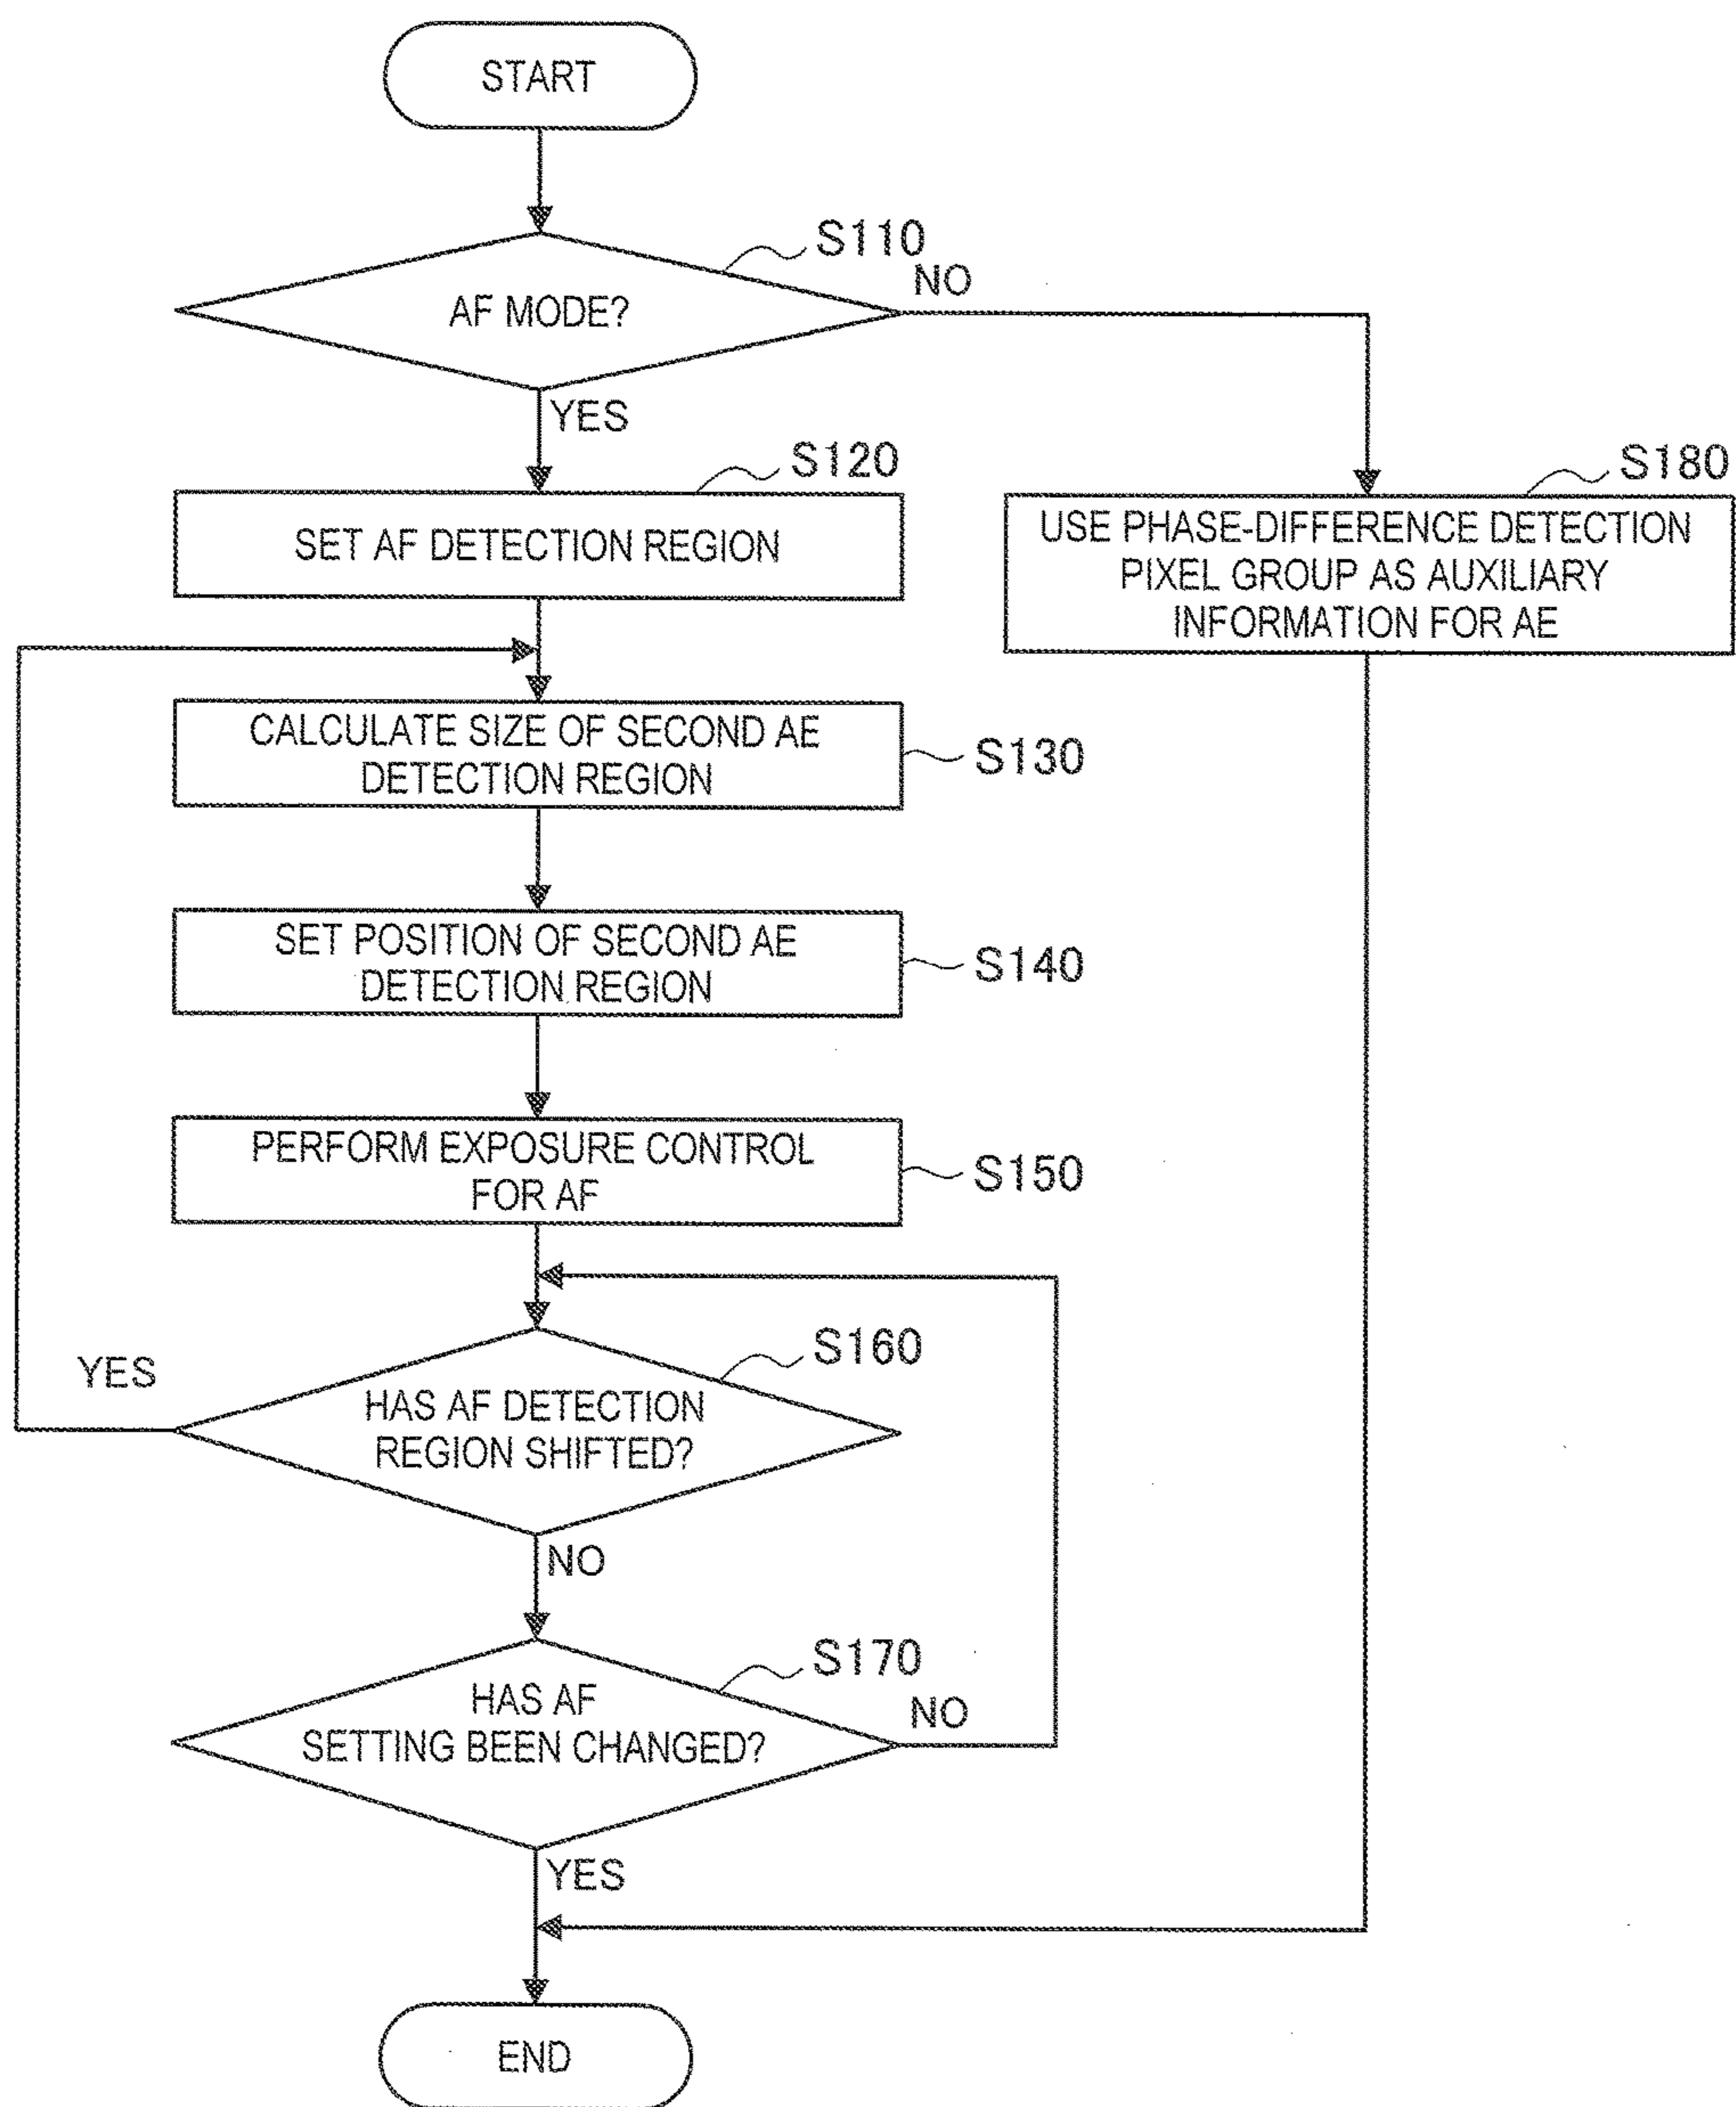 START
S110
AF MODE?
NO
YES
S120
SET AF DETECTION REGION
S180
USE PHASE-DIFFERENCE DETECTION
PIXEL GROUP AS AUXILIARY
INFORMATION FOR AE
CALCULATE SIZE OF SECOND AE
DETECTION REGION
S130
SET POSITION OF SECOND AE
DETECTION REGION
S140
PERFORM EXPOSURE CONTROL
FOR AF
S150
S160
YES
HAS AF DETECTION
REGION SHIFTED?
NO
S170
HAS AF
SETTING BEEN CHANGED?
NO
YES
END